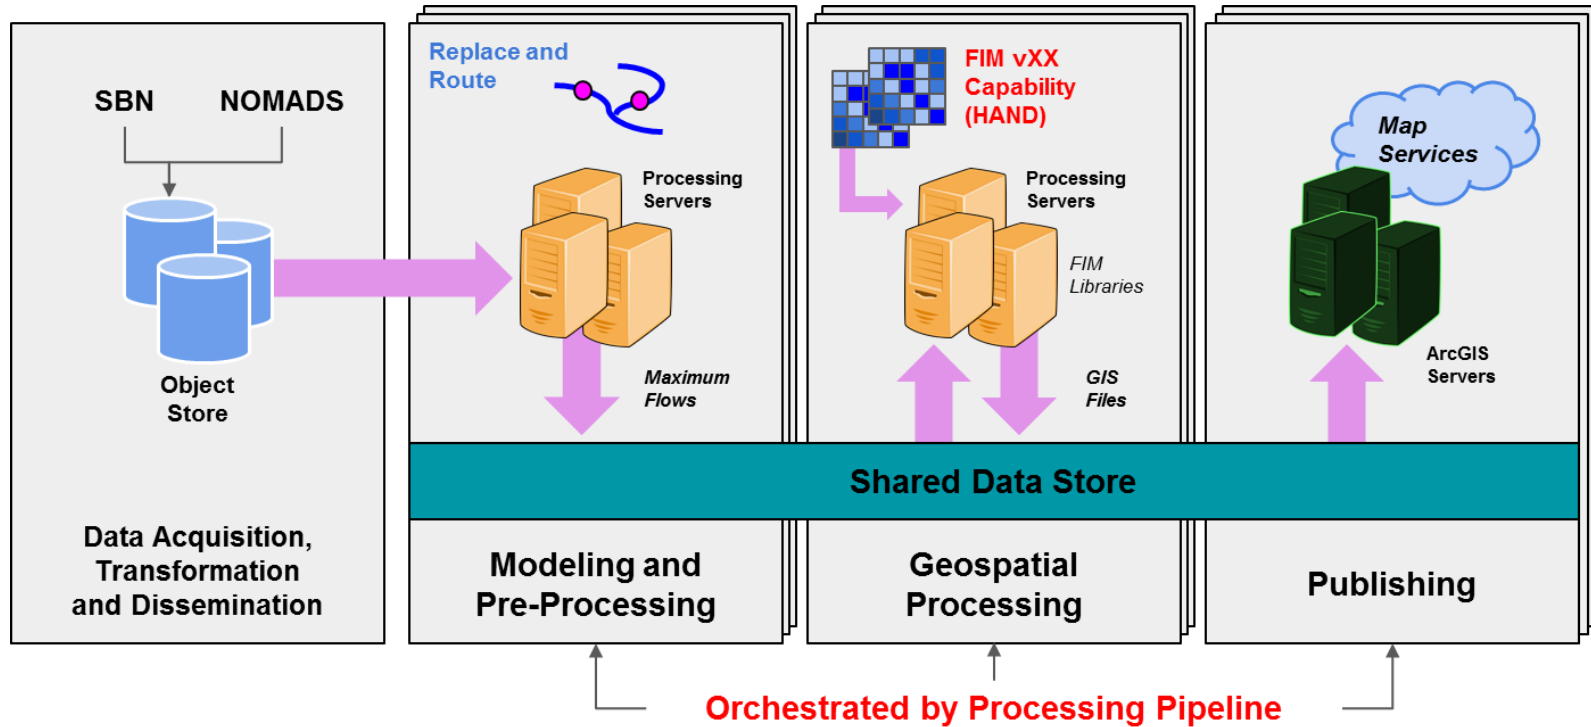 SBN
NOMADS
Object
Store
Data Acquisition,
Transformation
and Dissemination
Replace and
Route
Processing
Servers
Maximum
Flows
Modeling and
Pre-Processing
FIM vXX
Capability
(HAND)
Processing
Servers
FIM
Libraries
GIS
Files
Geospatial
Processing
Map
Services
ArcGIS
Servers
Publishing
Shared Data Store
Orchestrated by Processing Pipeline